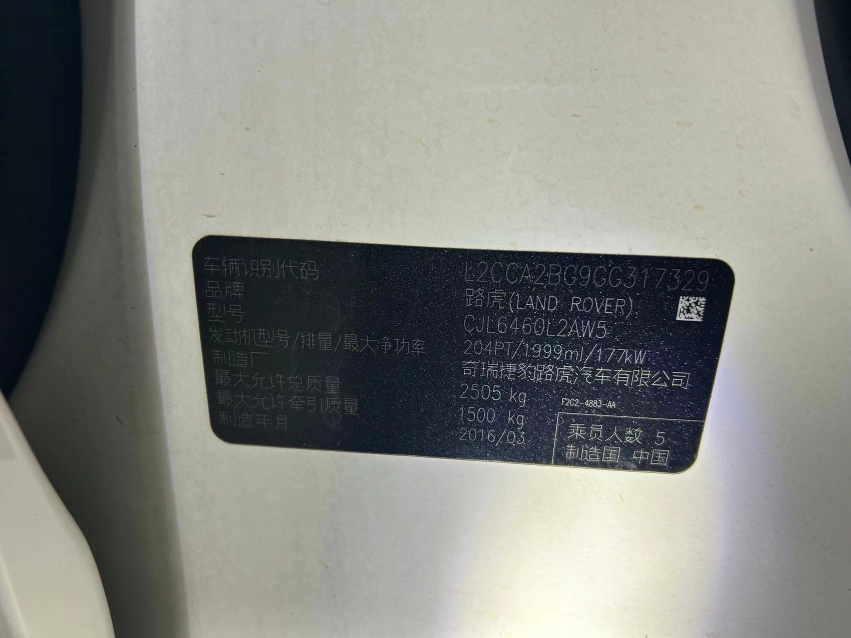 车辆识别代码 L2CCA2BG9GG317329
品牌 路虎(LAND ROVER)
型号 CJL6460L2AW5
发动机型号/排量/最大净功率 204PT/1999ml/177kW
制造厂 奇瑞捷豹路虎汽车有限公司
最大允许总质量 2505 kg
最大允许牵引质量 1500 kg
制造年月 2016/03
F2C2-4883-AA
乘员人数 5
制造国 中国